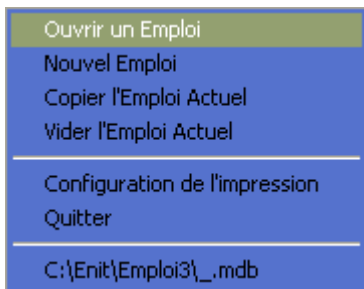 Ouvrir un Emploi
Nouvel Emploi
Copier l'Emploi Actuel
Vider l'Emploi Actuel
Configuration de l'impression
Quitter
C:\Enit\Emploi3\_.mdb